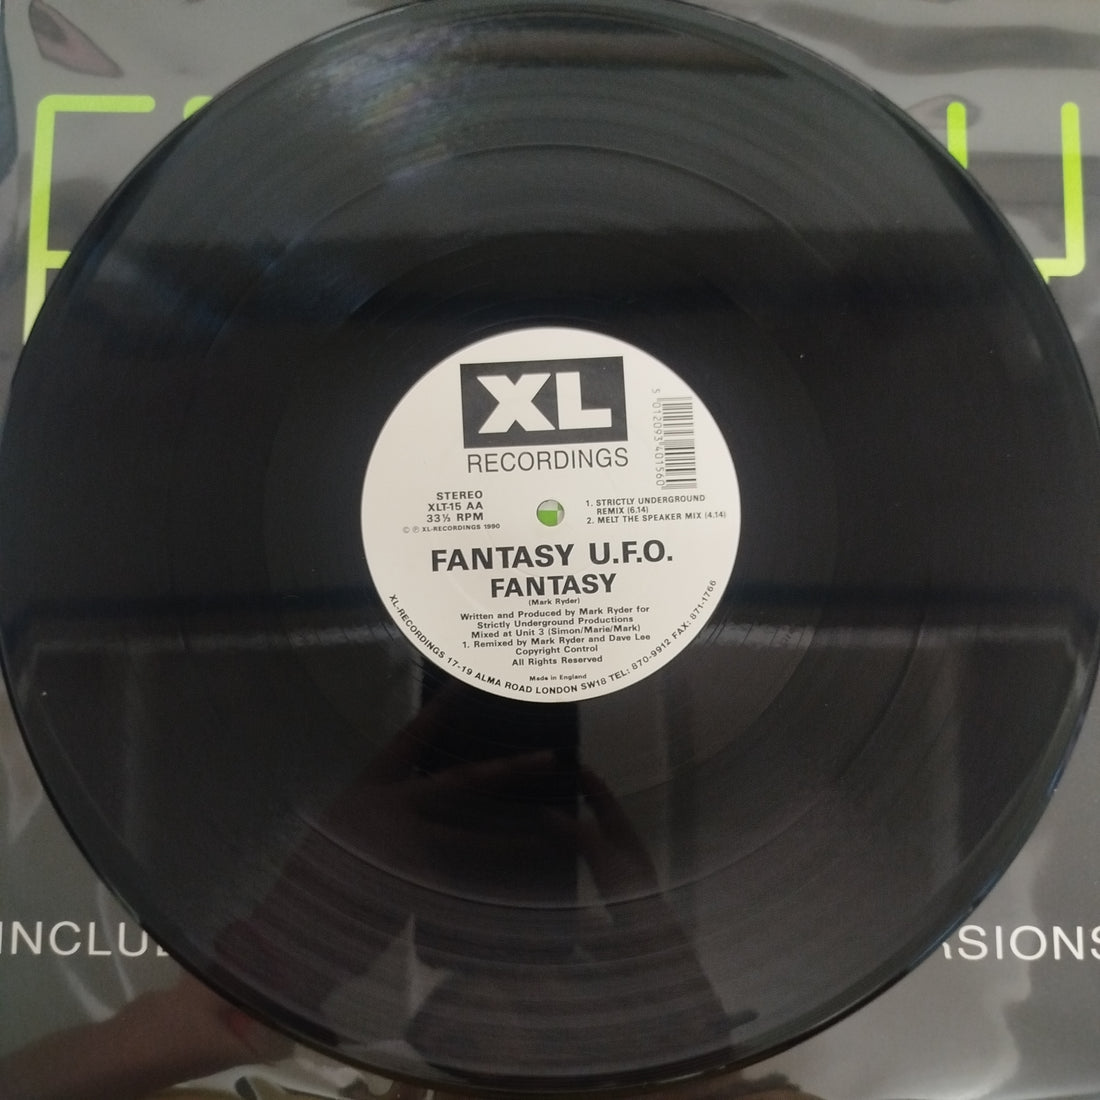 XL
RECORDINGS
5 012093 401560
STEREO
XLT-15 AA
33⅓ RPM
© ℗ XL-RECORDINGS 1990
1. STRICTLY UNDERGROUND
REMIX (6.14)
2. MELT THE SPEAKER MIX (4.14)
FANTASY U.F.O.
FANTASY
(Mark Ryder)
Written and Produced by Mark Ryder for
Strictly Underground Productions
Mixed at Unit 3 (Simon/Marie/Mark)
1. Remixed by Mark Ryder and Dave Lee
Copyright Control
All Rights Reserved
Made in England
XL-RECORDINGS 17-19 ALMA ROAD LONDON SW18 TEL: 870-9912 FAX: 871-1766
INCLU
RSIONS